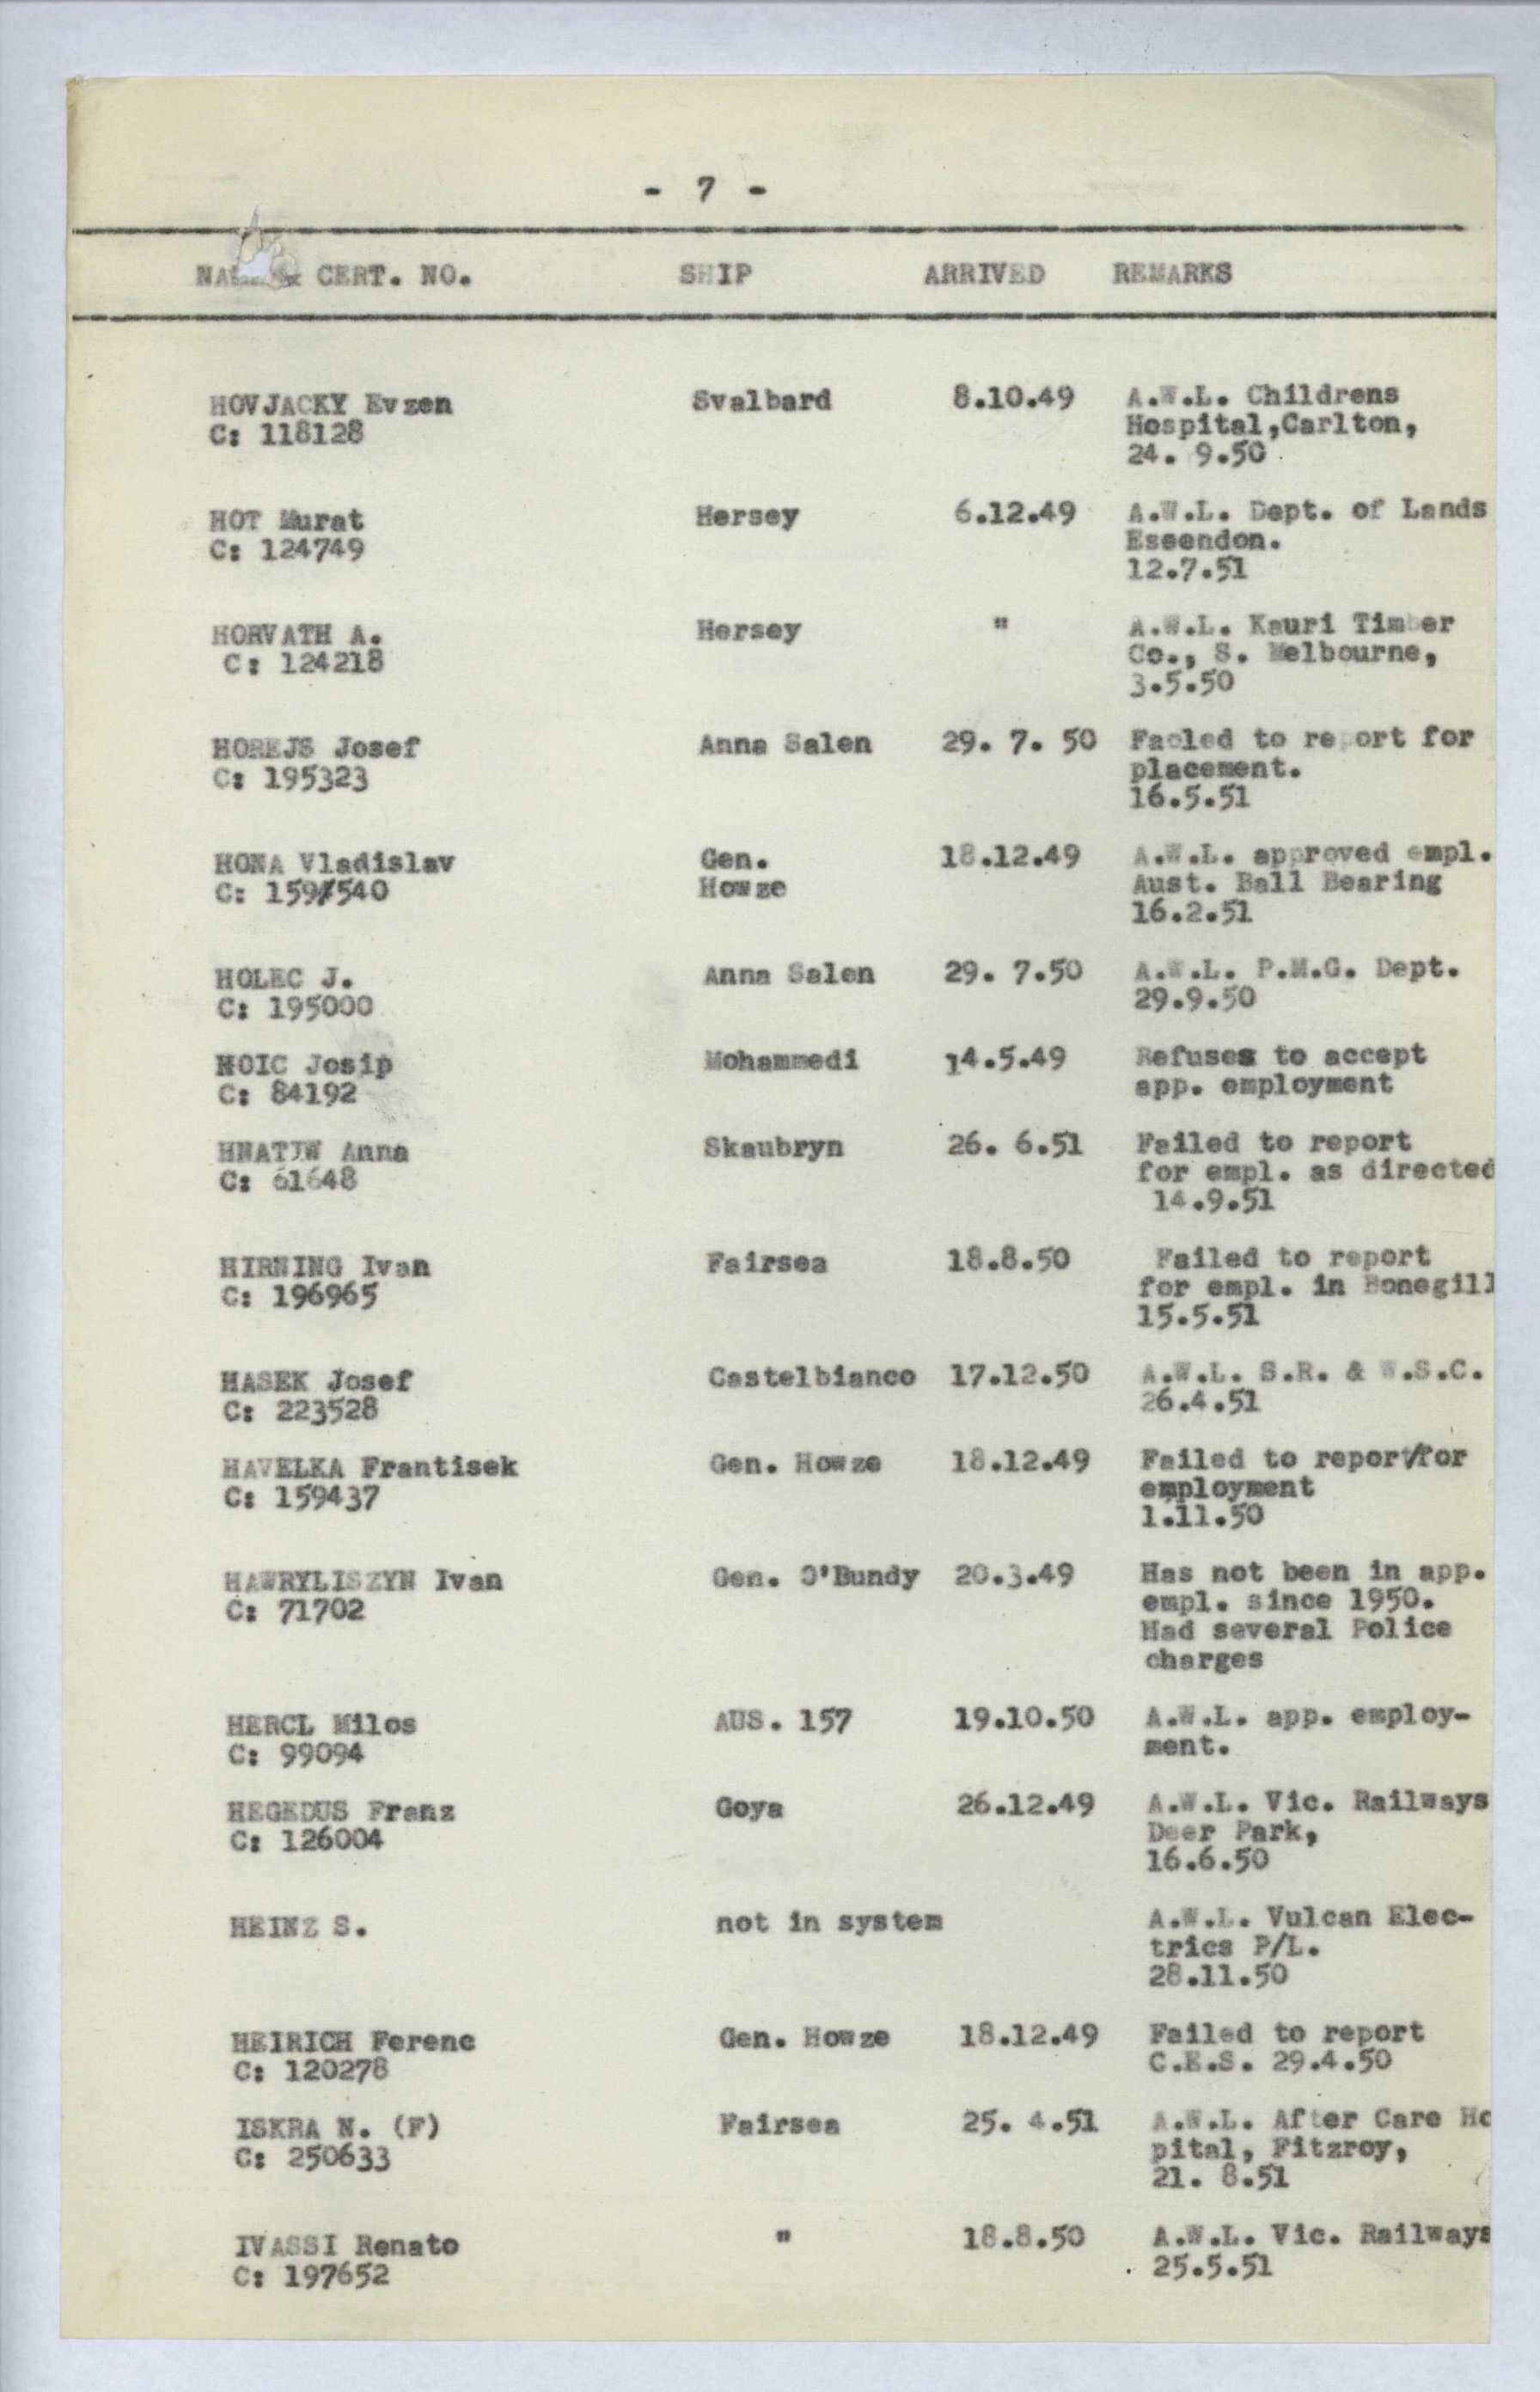 - 7 -
NAME & CERT. NO. SHIP ARRIVED REMARKS
HOVJACKY Evzen Svalbard 8.10.49 A.W.L. Childrens
C: 118128 Hospital,Carlton,
24. 9.50
HOT Murat Hersey 6.12.49 A.W.L. Dept. of Lands
C: 124749 Essendon.
12.7.51
HORVATH A. Hersey " A.W.L. Kauri Timber
C: 124218 Co., S. Melbourne,
3.5.50
HOREJS Josef Anna Salen 29. 7. 50 Faoled to report for
C: 195323 placement.
16.5.51
HONA Vladislav Gen. 18.12.49 A.W.L. approved empl.
C: 159/540 Howze Aust. Ball Bearing
16.2.51
HOLEC J. Anna Salen 29. 7.50 A.W.L. P.M.G. Dept.
C: 195000 29.9.50
HOIC Josip Mohammedi 14.5.49 Refuses to accept
C: 84192 app. employment
HNATIW Anna Skaubryn 26. 6.51 Failed to report
C: 61648 for empl. as directed
14.9.51
HIRNING Ivan Fairsea 18.8.50 Failed to report
C: 196965 for empl. in Bonegill
15.5.51
HASEK Josef Castelbianco 17.12.50 A.W.L. S.R. & W.S.C.
C: 223528 26.4.51
HAVELKA Frantisek Gen. Howze 18.12.49 Failed to report/for
C: 159437 employment
1.11.50
HAWRYLISZYN Ivan Gen. O'Bundy 20.3.49 Has not been in app.
C: 71702 empl. since 1950.
Had several Police
charges
HERCL Milos AUS. 157 19.10.50 A.W.L. app. employ-
C: 99094 ment.
HEGEDUS Franz Goya 26.12.49 A.W.L. Vic. Railways
C: 126004 Deer Park,
16.6.50
HEINZ S. not in system A.W.L. Vulcan Elec-
trics P/L.
28.11.50
HEIRICH Ferenc Gen. Howze 18.12.49 Failed to report
C: 120278 C.E.S. 29.4.50
ISKRA N. (F) Fairsea 25. 4.51 A.W.L. After Care Ho
C: 250633 pital, Fitzroy,
21. 8.51
IVASSI Renato " 18.8.50 A.W.L. Vic. Railways
C: 197652 25.5.51